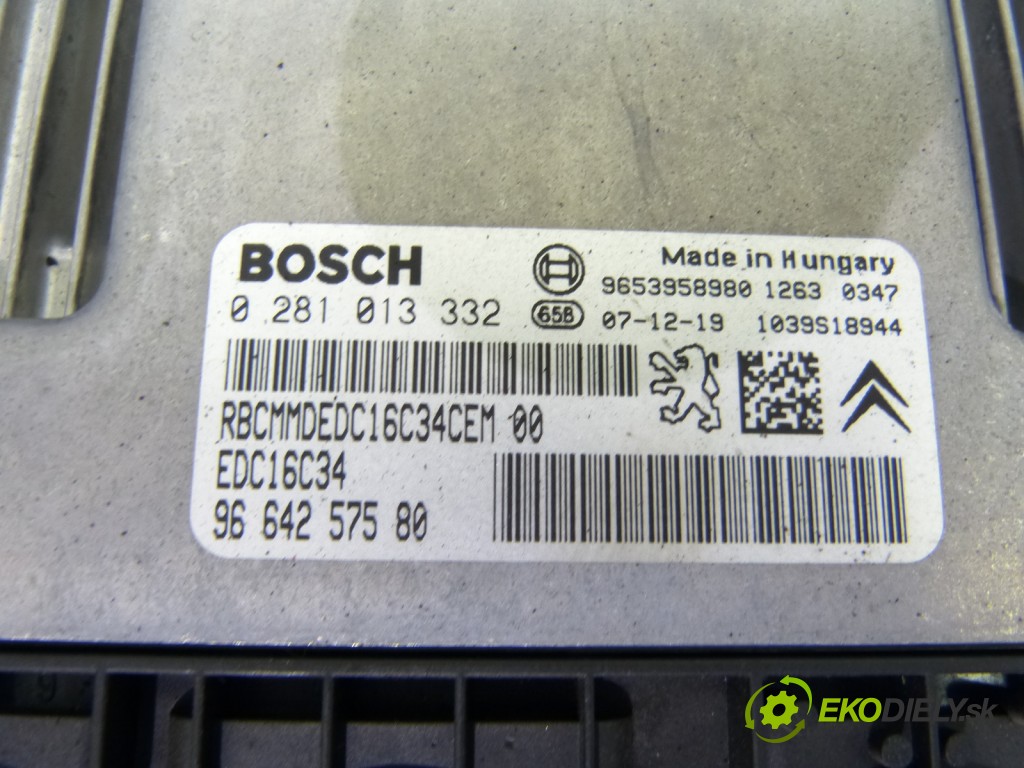 BOSCH
Made in Hungary
9653958980 1263 0347
0 281 013 332
658
07-12-19 1039S18944
RBCMMDEDC16C34CEM 00
EDC16C34
96 642 575 80
EKODIELY.sk